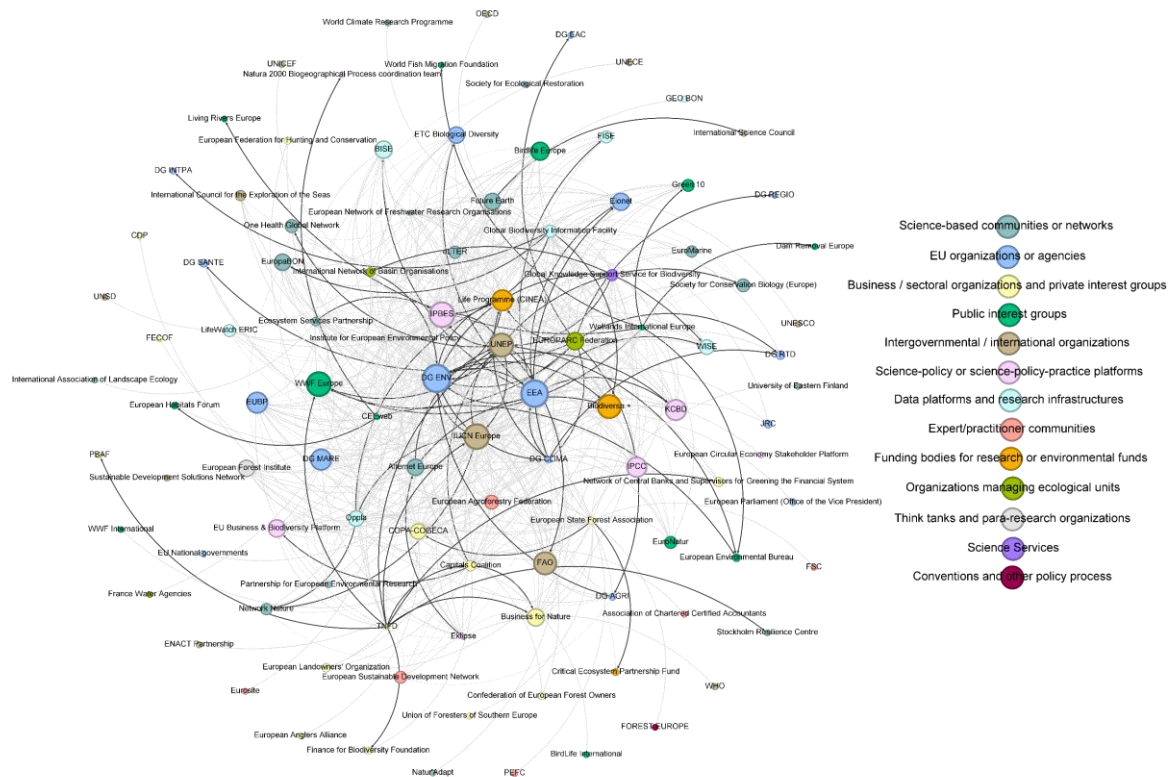 OECD
World Climate Research Programme
DG EAC
UNICEF
World Fish Migration Foundation
UNECE
Natura 2000 Biogeographical Process coordination team
Society for Ecological Restoration
GEO BON
Living Rivers Europe
ETC Biological Diversity
FISE
International Science Council
European Federation for Hunting and Conservation
BISE
Birdlife Europe
DG INTPA
Green 10
International Council for the Exploration of the Seas
Future Earth
Eionet
DG REGIO
European Network of Freshwater Research Organisations
One Health Global Network
Global Biodiversity Information Facility
CDP
EuroMarine
Dam Removal Europe
eLTER
DG SANTE
EuropaBON
International Network of Basin Organisations
Global Knowledge Support Service for Biodiversity
Society for Conservation Biology (Europe)
UNSD
Life Programme (CINEA)
IPBES
Ecosystem Services Partnership
Wetlands International Europe
UNESCO
FECOF
LifeWatch ERIC
Institute for European Environmental Policy
UNEP
EUROPARC Federation
WISE
DG RTD
International Association of Landscape Ecology
DG ENV
WWF Europe
University of Eastern Finland
EEA
European Habitats Forum
EUBP
Biodiversa +
KCBD
CEEweb
JRC
IUCN Europe
PBAF
DG MARE
DG CLIMA
European Circular Economy Stakeholder Platform
European Forest Institute
Alternet Europe
IPCC
Sustainable Development Solutions Network
Network of Central Banks and Supervisors for Greening the Financial System
European Agroforestry Federation
European Parliament (Office of the Vice President)
Oppla
WWF International
EU Business & Biodiversity Platform
COPA-COGECA
European State Forest Association
EuroNatur
EU National governments
European Environmental Bureau
Capitals Coalition
FAO
FSC
Partnership for European Environmental Research
France Water Agencies
DG AGRI
Network Nature
Business for Nature
Association of Chartered Certified Accountants
TNFD
Eklipse
Stockholm Resilience Centre
ENACT Partnership
European Landowners' Organization
European Sustainable Development Network
Critical Ecosystem Partnership Fund
WHO
Eurosite
Confederation of European Forest Owners
Union of Foresters of Southern Europe
FOREST EUROPE
European Anglers Alliance
Finance for Biodiversity Foundation
BirdLife International
NaturAdapt
PEFC
Science-based communities or networks
EU organizations or agencies
Business / sectoral organizations and private interest groups
Public interest groups
Intergovernmental / international organizations
Science-policy or science-policy-practice platforms
Data platforms and research infrastructures
Expert/practitioner communities
Funding bodies for research or environmental funds
Organizations managing ecological units
Think tanks and para-research organizations
Science Services
Conventions and other policy process